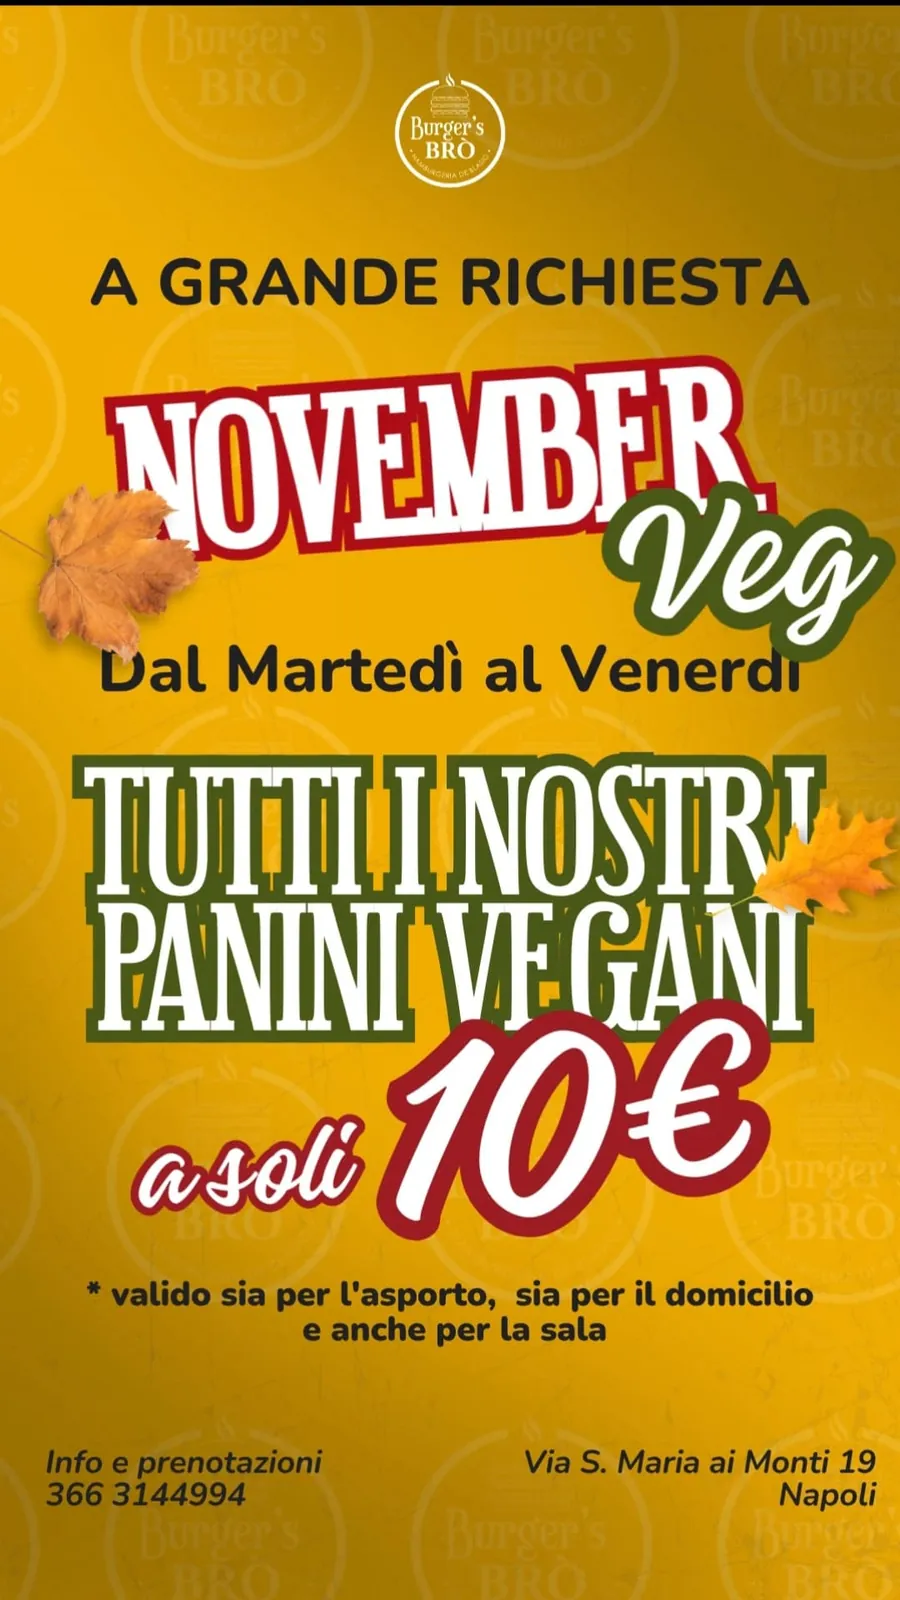 Burger's
BRÒ
A GRANDE RICHIESTA
NOVEMBER
Veg
Dal Martedì al Venerdì
TUTTI I NOSTRI
PANINI VEGANI
a soli 10€
* valido sia per l'asporto, sia per il domicilio
e anche per la sala
Info e prenotazioni
366 3144994
Via S. Maria ai Monti 19
Napoli